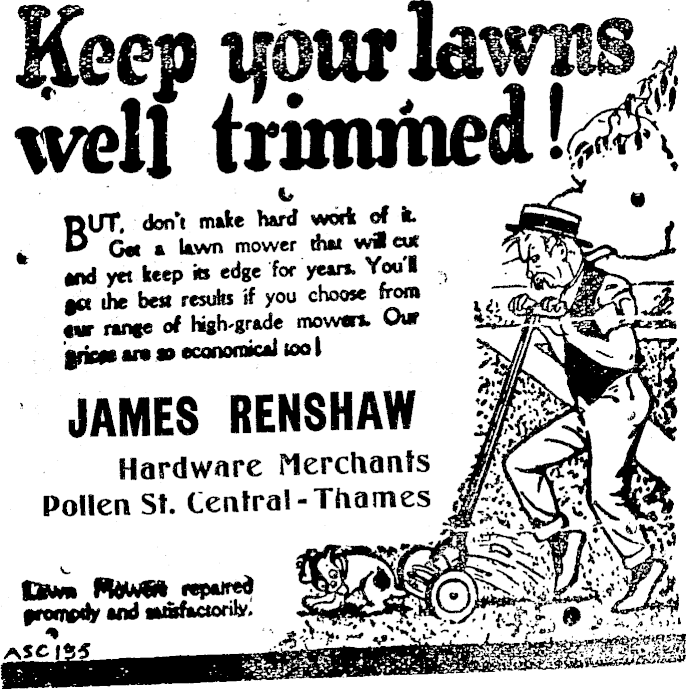 Keep your lawns
well trimmed!
BUT, don't make hard work of it.
Get a lawn mower that will cut
and yet keep its edge for years. You'll
get the best results if you choose from
our range of high-grade mowers. Our
prices are so economical too!
JAMES RENSHAW
Hardware Merchants
Pollen St. Central - Thames
Lawn Mowers repaired
promptly and satisfactorily.
ASC 195